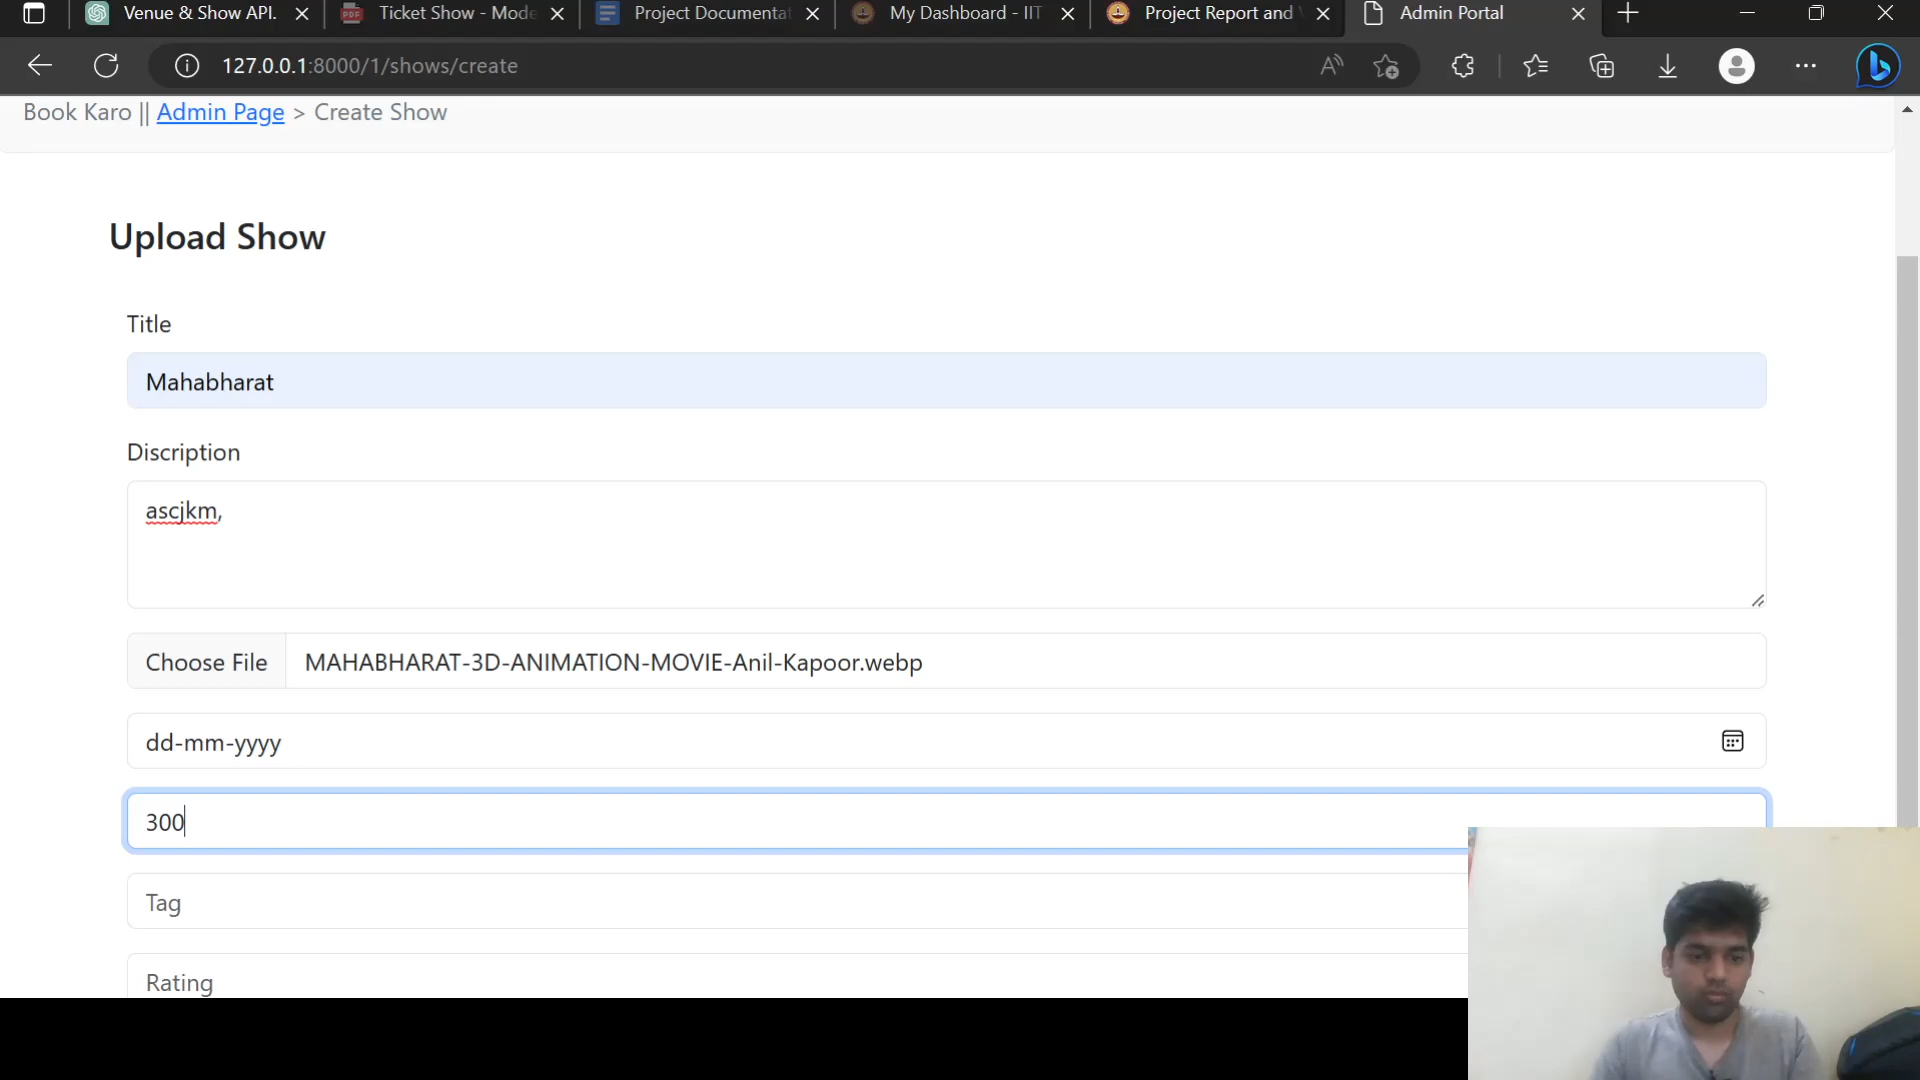 Venue & Show API.
Ticket Show - Mode
Project Documentat
My Dashboard - IIT
Project Report and
Admin Portal
127.0.0.1:8000/1/shows/create
Book Karo || Admin Page > Create Show
Upload Show
Title
Mahabharat
Discription
ascjkm,
Choose File MAHABHARAT-3D-ANIMATION-MOVIE-Anil-Kapoor.webp
dd-mm-yyyy
300
Tag
Rating